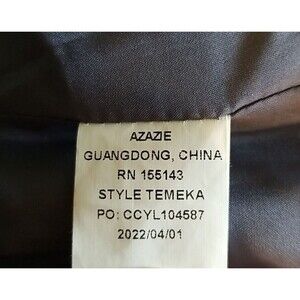 AZAZIE
GUANGDONG, CHINA
RN 155143
STYLE TEMEKA
PO: CCYL104587
2022/04/01